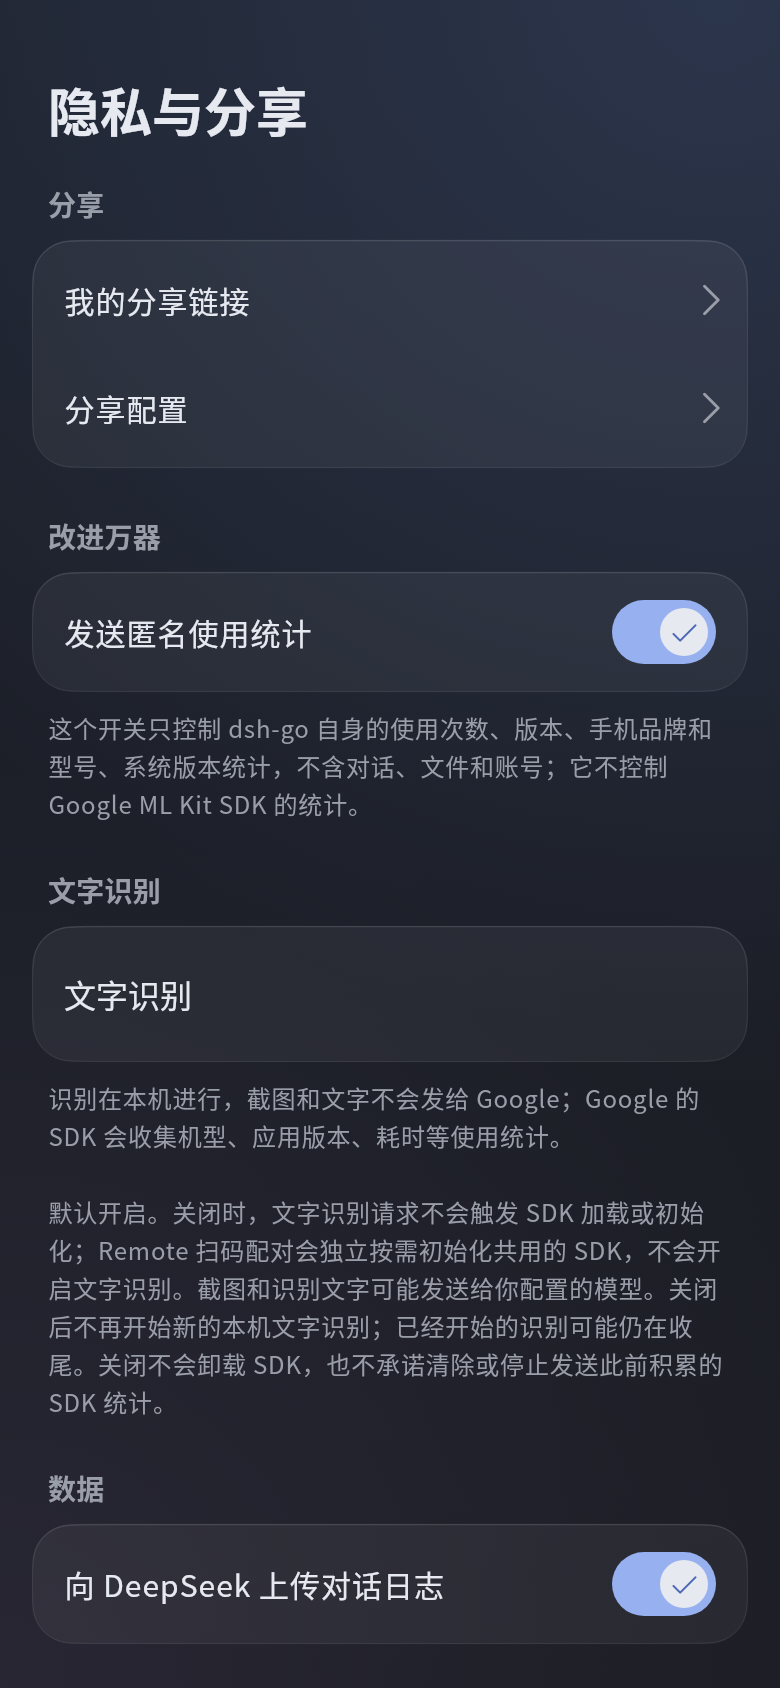 隐私与分享
分享
我的分享链接
分享配置
改进万器
发送匿名使用统计
这个开关只控制 dsh-go 自身的使用次数、版本、手机品牌和
型号、系统版本统计，不含对话、文件和账号；它不控制
Google ML Kit SDK 的统计。
文字识别
文字识别
识别在本机进行，截图和文字不会发给 Google；Google 的
SDK 会收集机型、应用版本、耗时等使用统计。
默认开启。关闭时，文字识别请求不会触发 SDK 加载或初始
化；Remote 扫码配对会独立按需初始化共用的 SDK，不会开
启文字识别。截图和识别文字可能发送给你配置的模型。关闭
后不再开始新的本机文字识别；已经开始的识别可能仍在收
尾。关闭不会卸载 SDK，也不承诺清除或停止发送此前积累的
SDK 统计。
数据
向 DeepSeek 上传对话日志